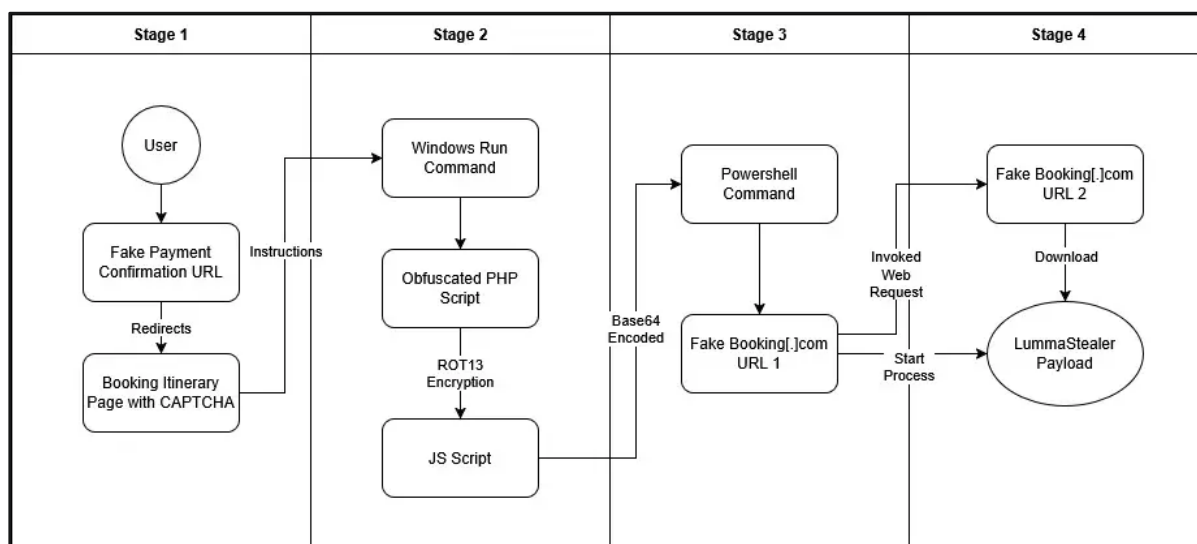 Stage 1
Stage 2
Stage 3
Stage 4
User
Fake Payment
Confirmation URL
Redirects
Booking Itinerary
Page with CAPTCHA
Instructions
Windows Run
Command
Obfuscated PHP
Script
ROT13
Encryption
JS Script
Base64
Encoded
Powershell
Command
Fake Booking[.]com
URL 1
Invoked
Web
Request
Start
Process
Fake Booking[.]com
URL 2
Download
LummaStealer
Payload